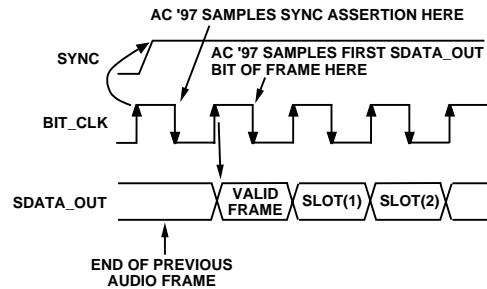 AC '97 SAMPLES SYNC ASSERTION HERE
SYNC
AC '97 SAMPLES FIRST SDATA_OUT
BIT OF FRAME HERE
BIT_CLK
SDATA_OUT
VALID
FRAME
SLOT(1)
SLOT(2)
END OF PREVIOUS
AUDIO FRAME